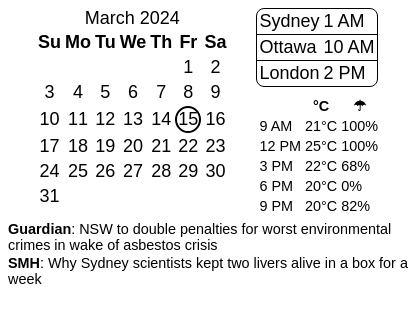 March 2024
Su Mo Tu We Th Fr Sa
1 2
3 4 5 6 7 8 9
10 11 12 13 14 15 16
17 18 19 20 21 22 23
24 25 26 27 28 29 30
31
Sydney 1 AM
Ottawa 10 AM
London 2 PM
°C ☂
9 AM 21°C 100%
12 PM 25°C 100%
3 PM 22°C 68%
6 PM 20°C 0%
9 PM 20°C 82%
Guardian: NSW to double penalties for worst environmental
crimes in wake of asbestos crisis
SMH: Why Sydney scientists kept two livers alive in a box for a
week